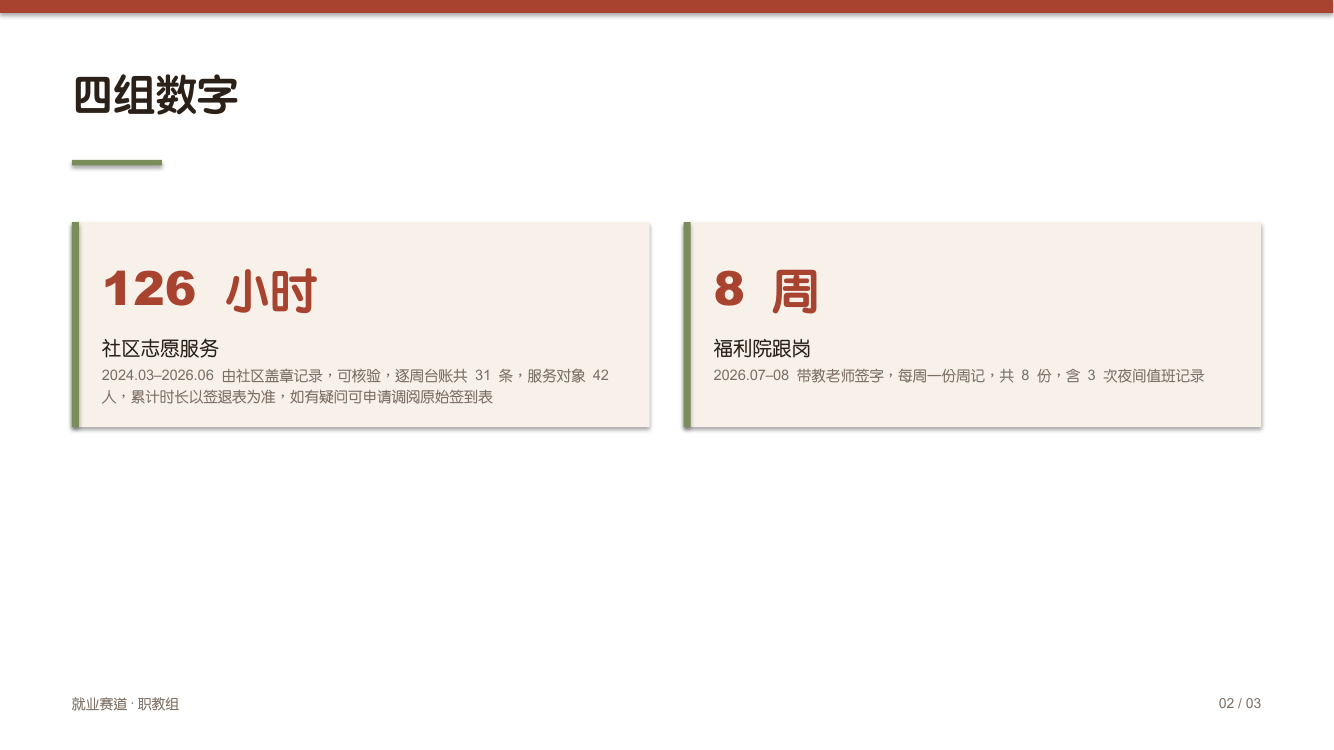 四组数字
126 小时
社区志愿服务
2024.03–2026.06 由社区盖章记录，可核验，逐周台账共 31 条，服务对象 42
人，累计时长以签退表为准，如有疑问可申请调阅原始签到表
8 周
福利院跟岗
2026.07–08 带教老师签字，每周一份周记，共 8 份，含 3 次夜间值班记录
就业赛道 · 职教组
02 / 03